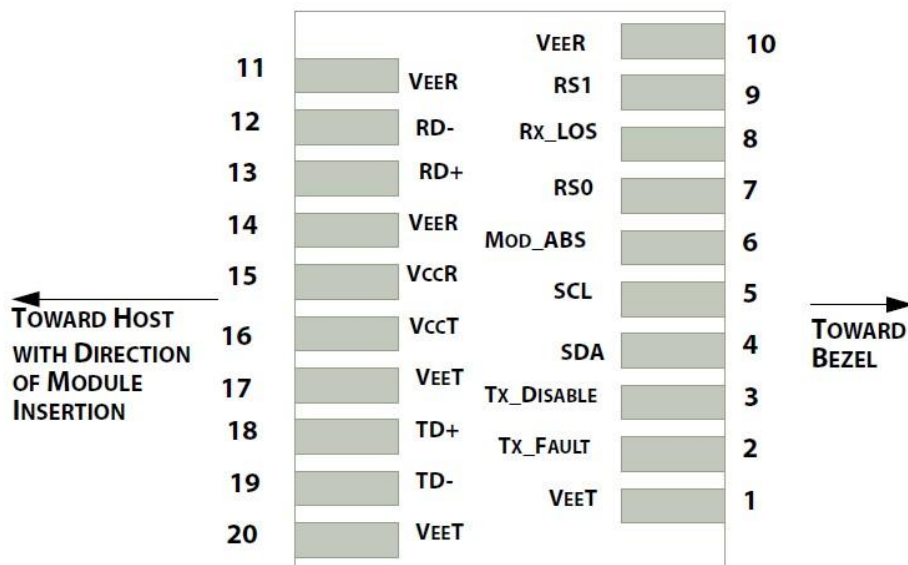 VEER 10
11 VEER
RS1 9
12 RD-
RX_LOS 8
13 RD+
RS0 7
14 VEER
MOD_ABS 6
15 VCCR
SCL 5
TOWARD HOST
WITH DIRECTION
OF MODULE
INSERTION
TOWARD
BEZEL
16 VCCT
SDA 4
17 VEET
TX_DISABLE 3
18 TD+
TX_FAULT 2
19 TD-
VEET 1
20 VEET